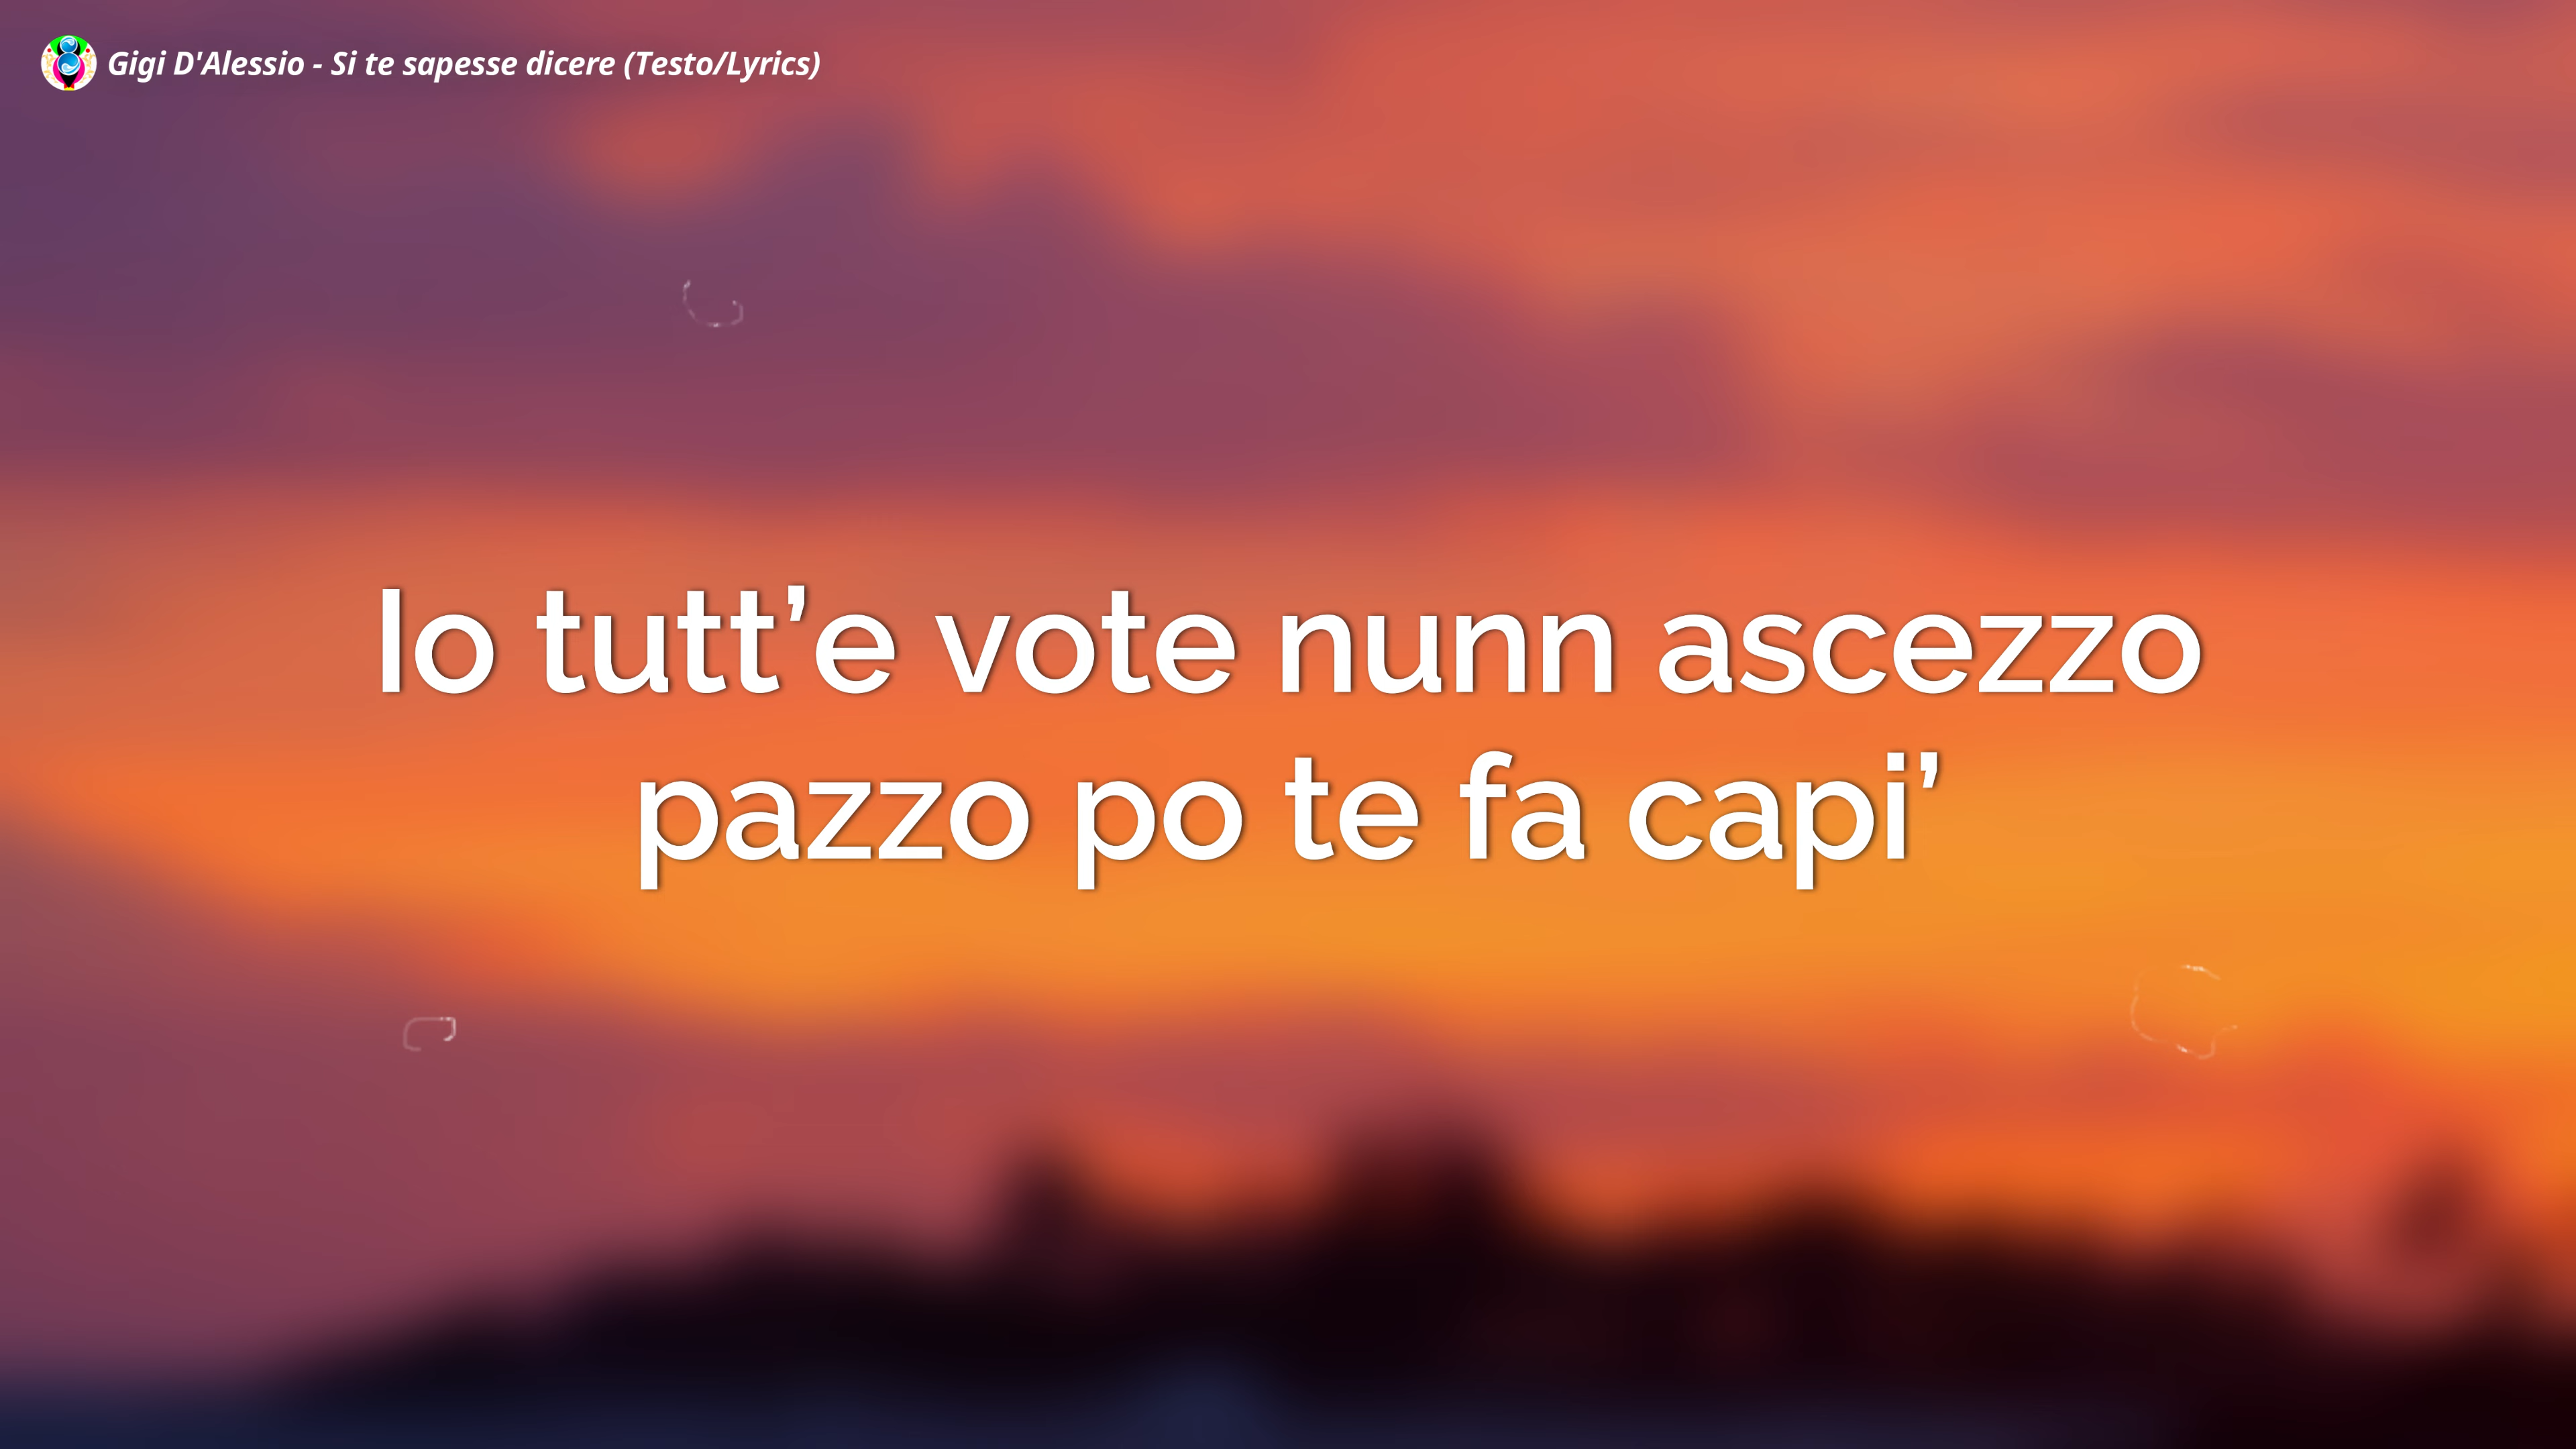 Gigi D'Alessio - Si te sapesse dicere (Testo/Lyrics)
Io tutt’e vote nunn ascezzo
pazzo po te fa capi’